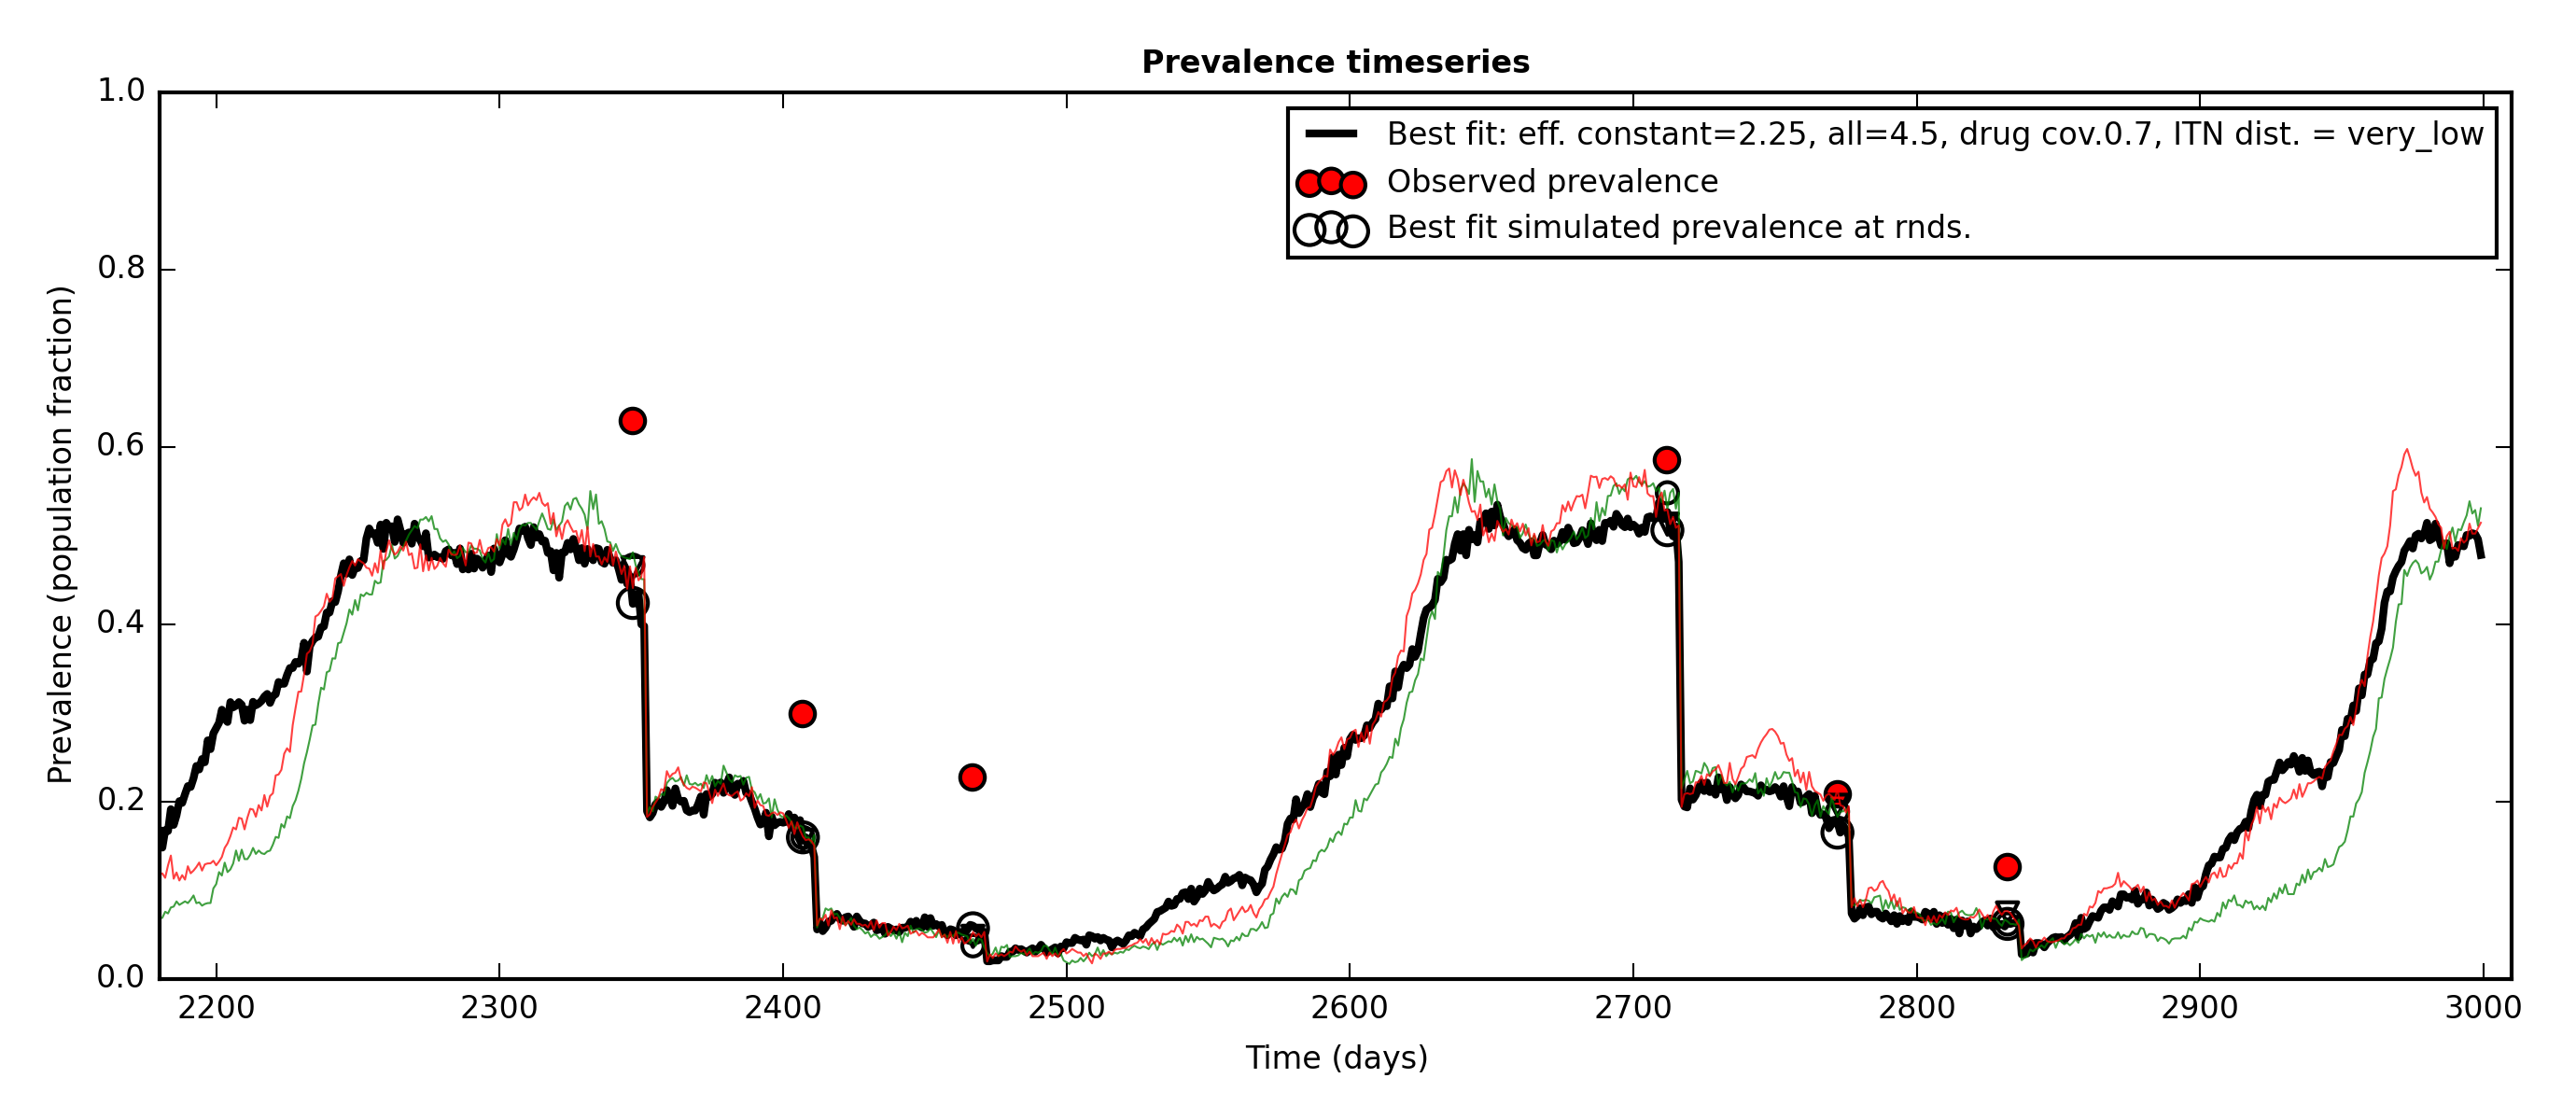 Prevalence timeseries
1.0
0.8
0.6
0.4
0.2
0.0
Prevalence (population fraction)
Best fit: eff. constant=2.25, all=4.5, drug cov.0.7, ITN dist. = very_low
Observed prevalence
Best fit simulated prevalence at rnds.
2200 2300 2400 2500 2600 2700 2800 2900 3000
Time (days)